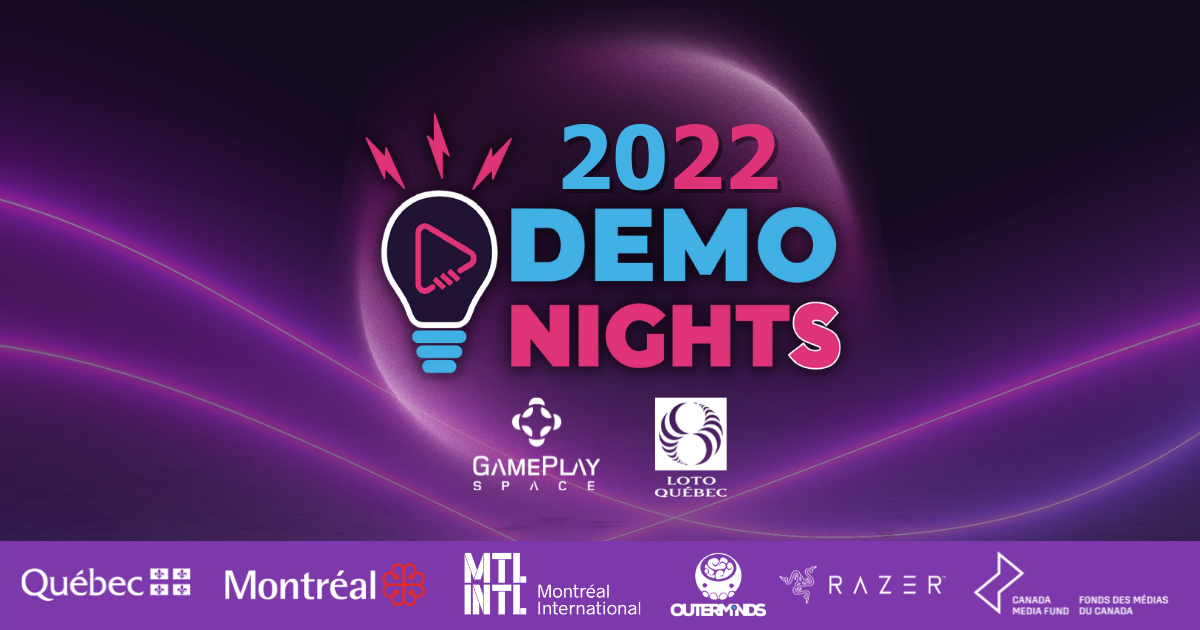 2022
DEMO
NIGHTS
GAMEPLAY
SPACE
LOTO
QUÉBEC
Québec
Montréal
MTL
INTL
Montréal
International
OUTERMINDS
RAZER
CANADA
MEDIA FUND
FONDS DES MÉDIAS
DU CANADA